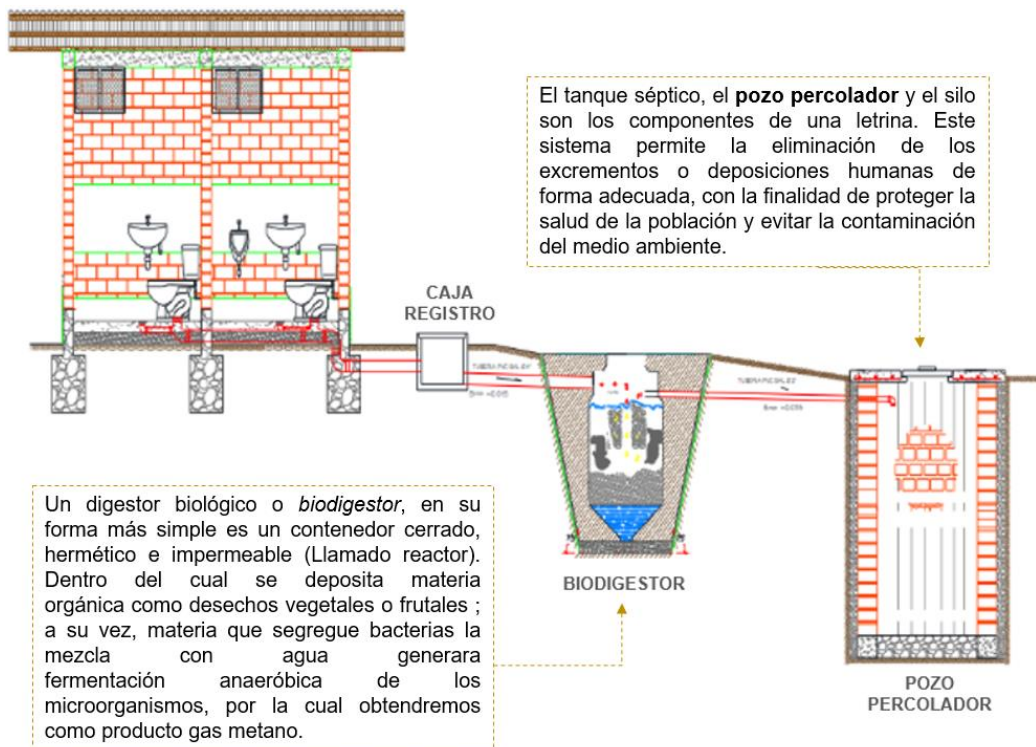 El tanque séptico, el pozo percolador y el silo
son los componentes de una letrina. Este
sistema permite la eliminación de los
excrementos o deposiciones humanas de
forma adecuada, con la finalidad de proteger la
salud de la población y evitar la contaminación
del medio ambiente.
CAJA
REGISTRO
Un digestor biológico o biodigestor, en su
forma más simple es un contenedor cerrado,
hermético e impermeable (Llamado reactor).
Dentro del cual se deposita materia
orgánica como desechos vegetales o frutales ;
a su vez, materia que segregue bacterias la
mezcla con agua generara
fermentación anaeróbica de los
microorganismos, por la cual obtendremos
como producto gas metano.
BIODIGESTOR
POZO
PERCOLADOR